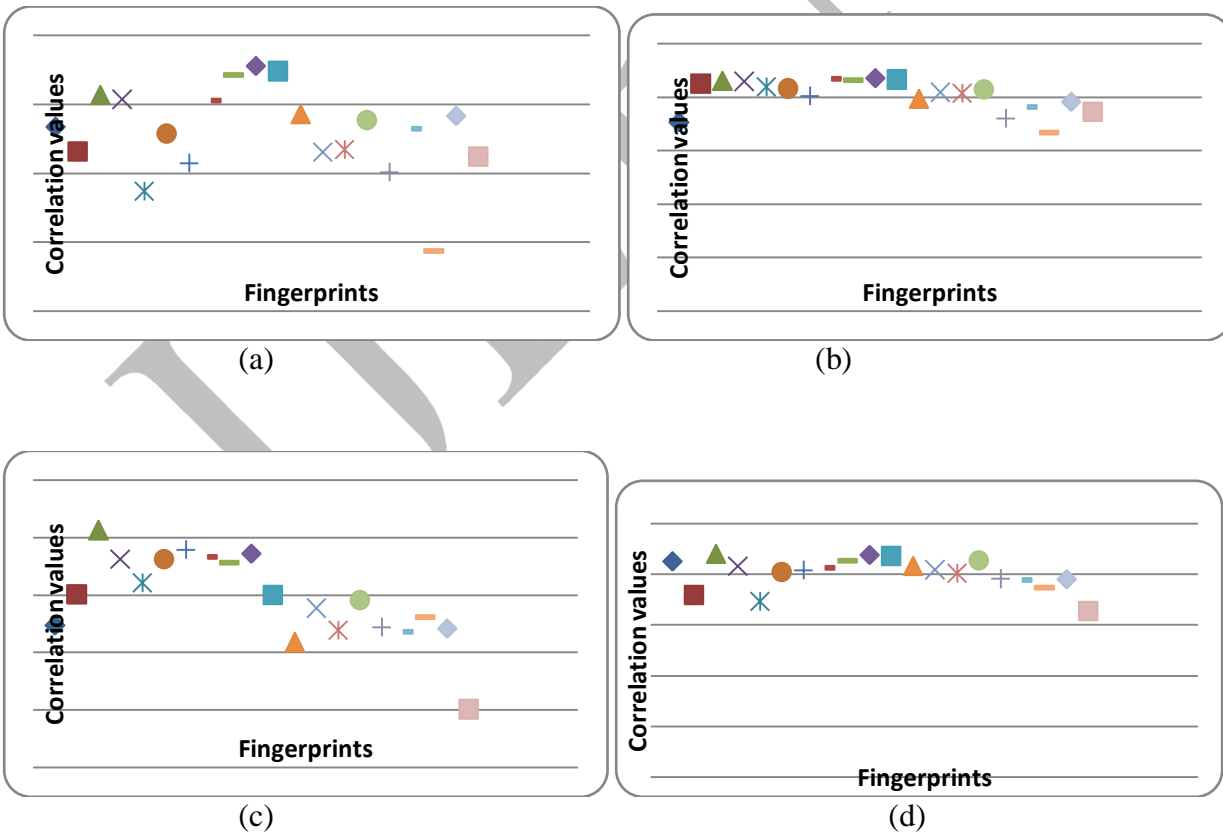 Correlation values
Fingerprints
(a)
Correlation values
Fingerprints
(b)
Correlation values
Fingerprints
(c)
Correlation values
Fingerprints
(d)